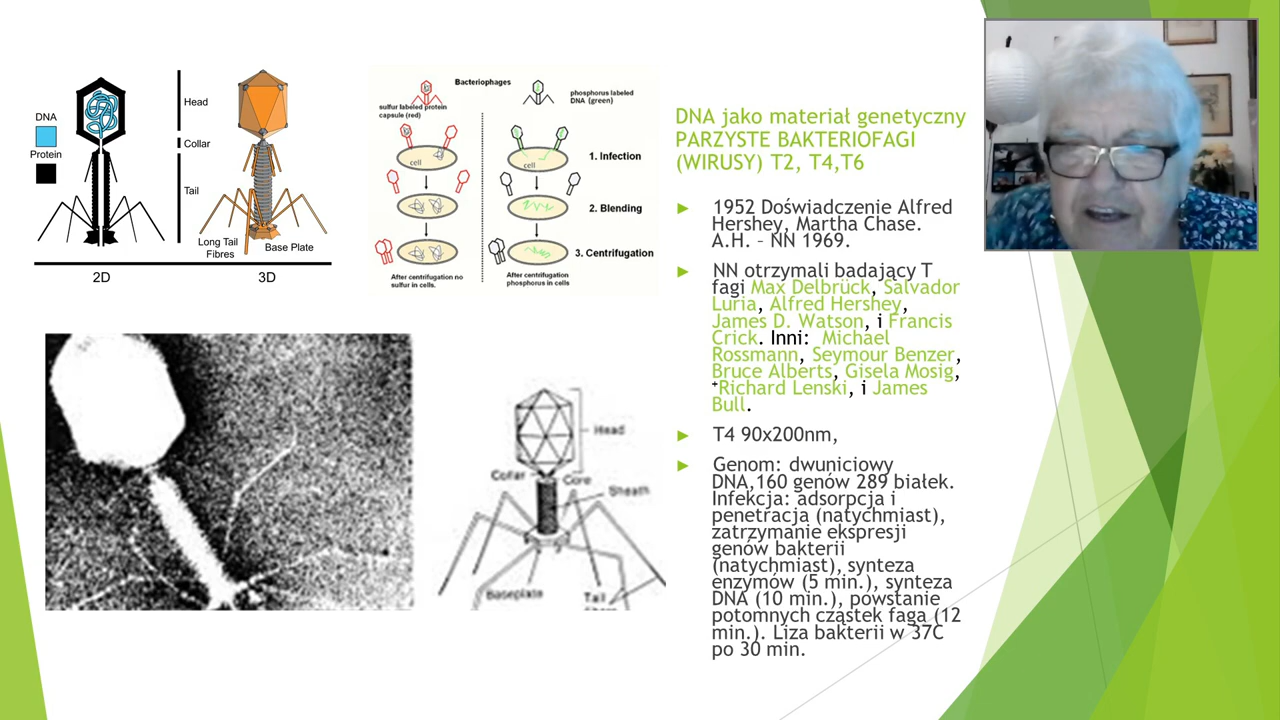 DNA
Protein
Head
Collar
Tail
Long Tail
Fibres
Base Plate
2D
3D
Bacteriophages
sulfur labeled protein
capsule (red)
phosphorus labeled
DNA (green)
cell
cell
1. Infection
2. Blending
3. Centrifugation
After centrifugation no
sulfur in cells.
After centrifugation
phosphorus in cells
Head
Collar
Core
Sheath
Baseplate
Tail
DNA jako materiał genetyczny
PARZYSTE BAKTERIOFAGI
(WIRUSY) T2, T4,T6
1952 Doświadczenie Alfred
Hershey, Martha Chase.
A.H. – NN 1969.
NN otrzymali badający T
fagi Max Delbrück, Salvador
Luria, Alfred Hershey,
James D. Watson, i Francis
Crick. Inni: Michael
Rossmann, Seymour Benzer,
Bruce Alberts, Gisela Mosig,
+Richard Lenski, i James
Bull.
T4 90x200nm,
Genom: dwuniciowy
DNA,160 genów 289 białek.
Infekcja: adsorpcja i
penetracja (natychmiast),
zatrzymanie ekspresji
genów bakterii
(natychmiast), synteza
enzymów (5 min.), synteza
DNA (10 min.), powstanie
potomnych cząstek faga (12
min.). Liza bakterii w 37C
po 30 min.